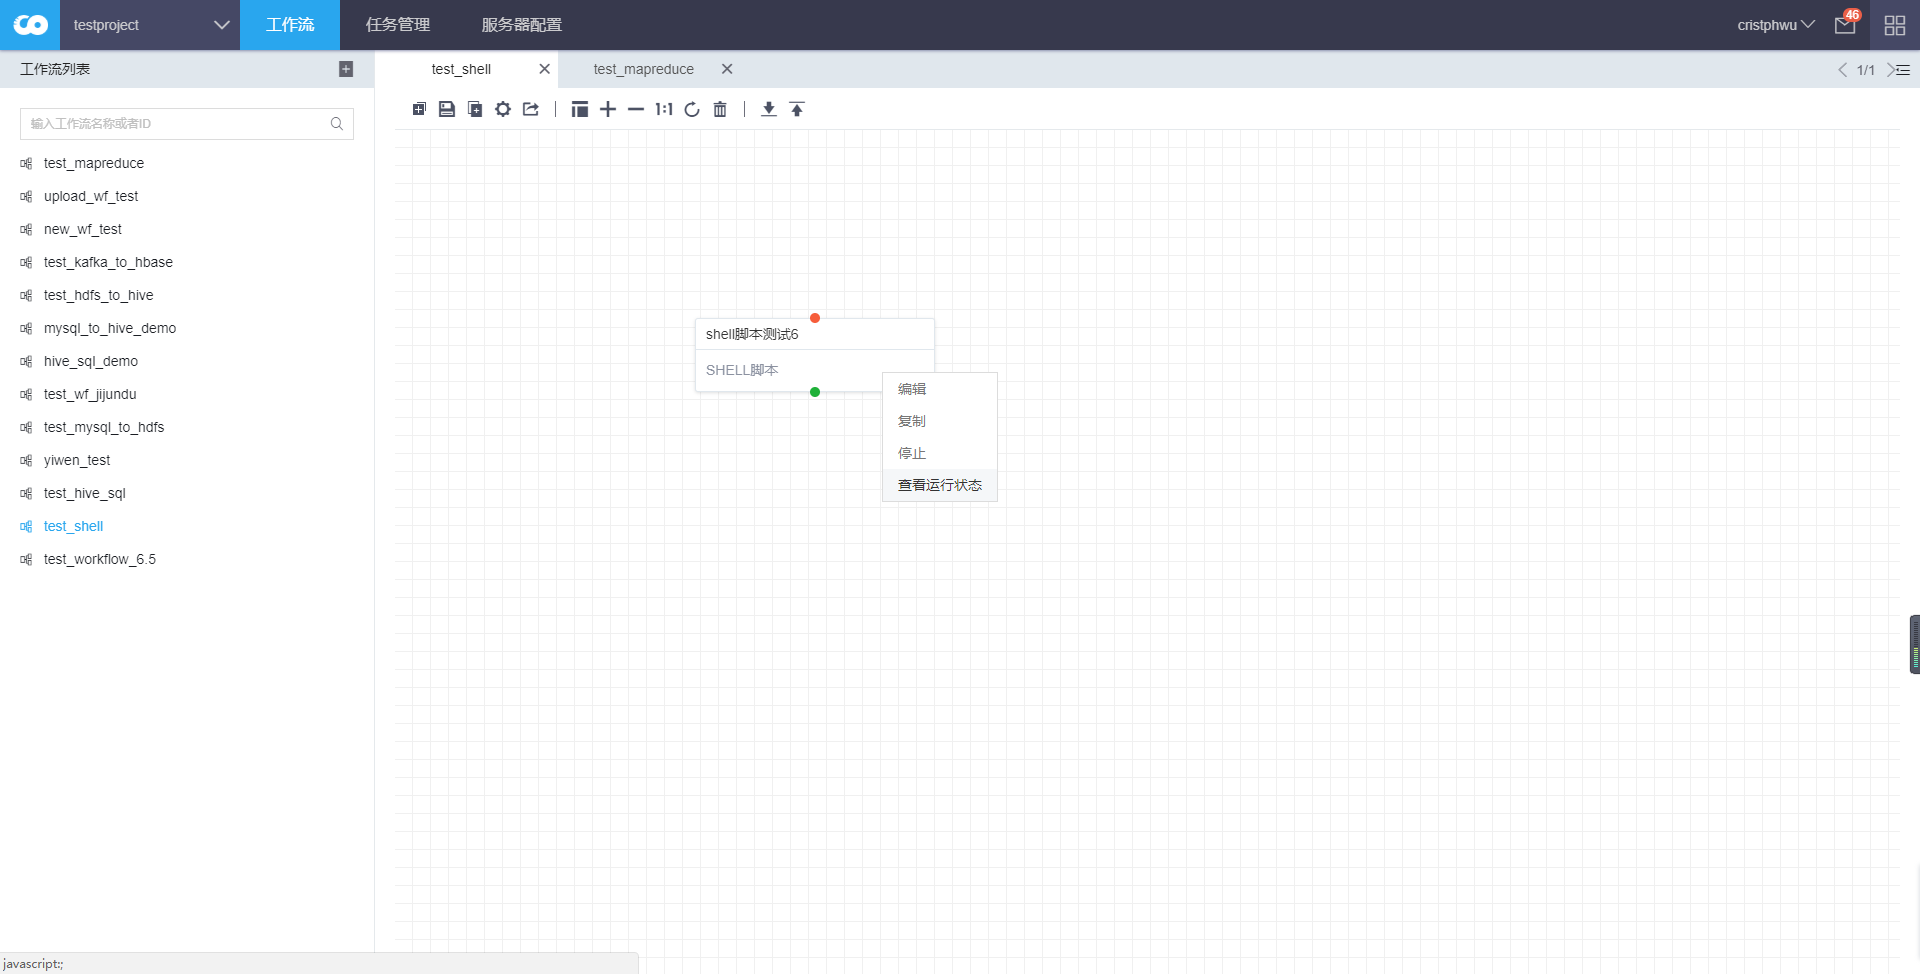 testproject
工作流
任务管理
服务器配置
cristphwu
46
工作流列表
test_shell
test_mapreduce
1/1
输入工作流名称或者ID
1:1
test_mapreduce
upload_wf_test
new_wf_test
test_kafka_to_hbase
test_hdfs_to_hive
mysql_to_hive_demo
hive_sql_demo
test_wf_jijundu
test_mysql_to_hdfs
yiwen_test
test_hive_sql
test_shell
test_workflow_6.5
shell脚本测试6
SHELL脚本
编辑
复制
停止
查看运行状态
javascript:;